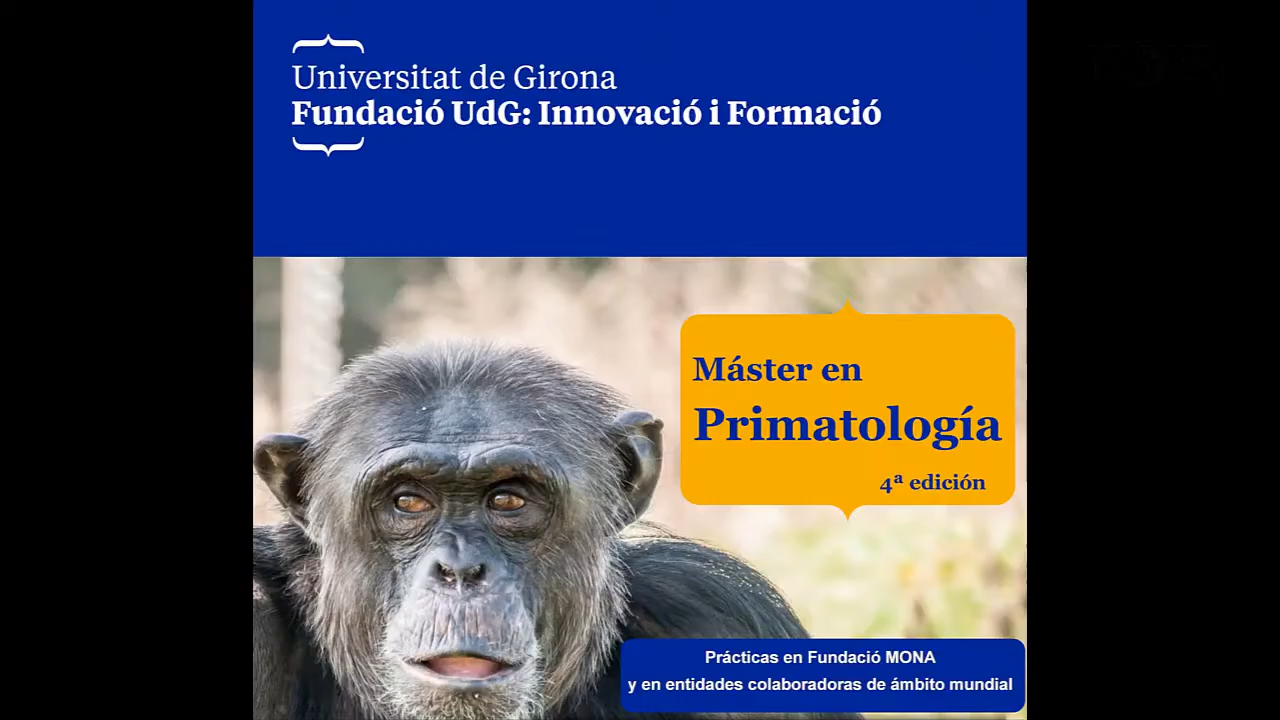 Universitat de Girona
Fundació UdG: Innovació i Formació
Máster en
Primatología
4ª edición
Prácticas en Fundació MONA
y en entidades colaboradoras de ámbito mundial